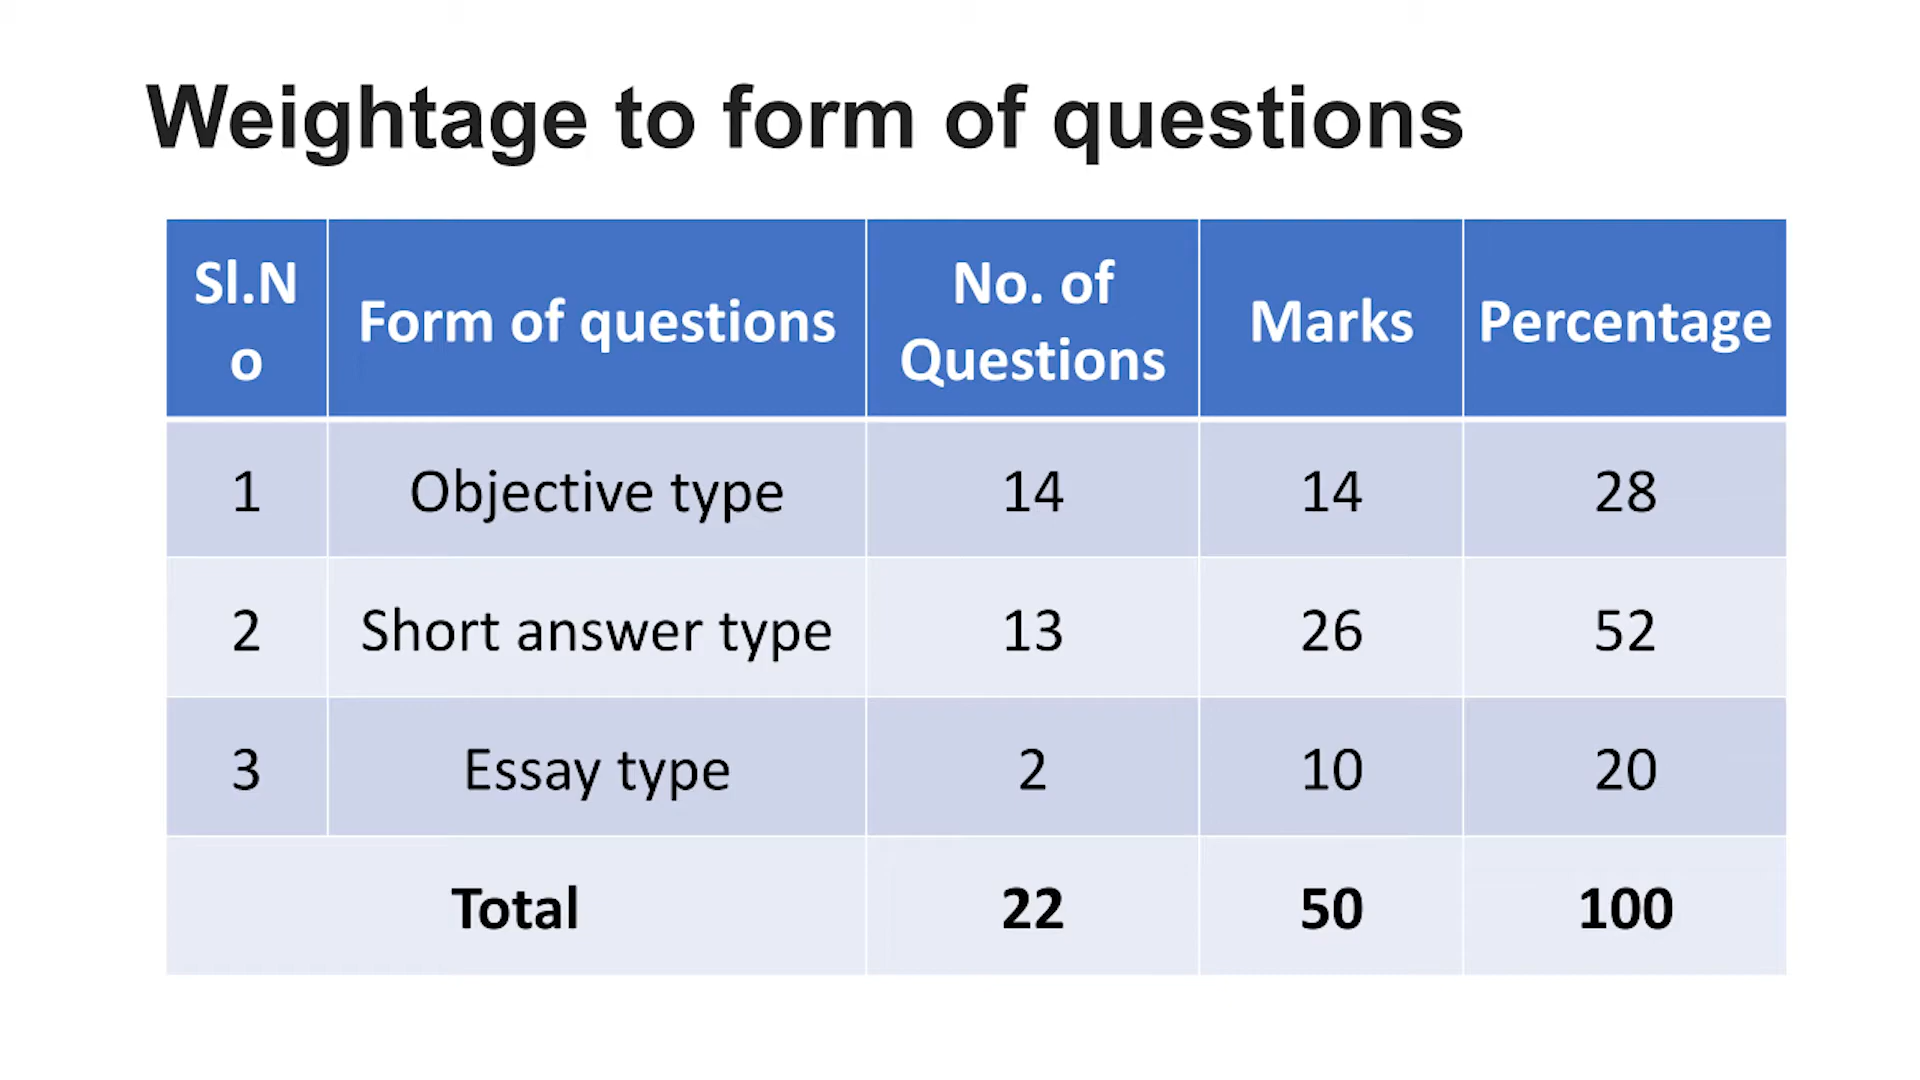 Weightage to form of questions
Sl.N
o
Form of questions
No. of
Questions
Marks
Percentage
1
Objective type
14
14
28
2
Short answer type
13
26
52
3
Essay type
2
10
20
Total
22
50
100